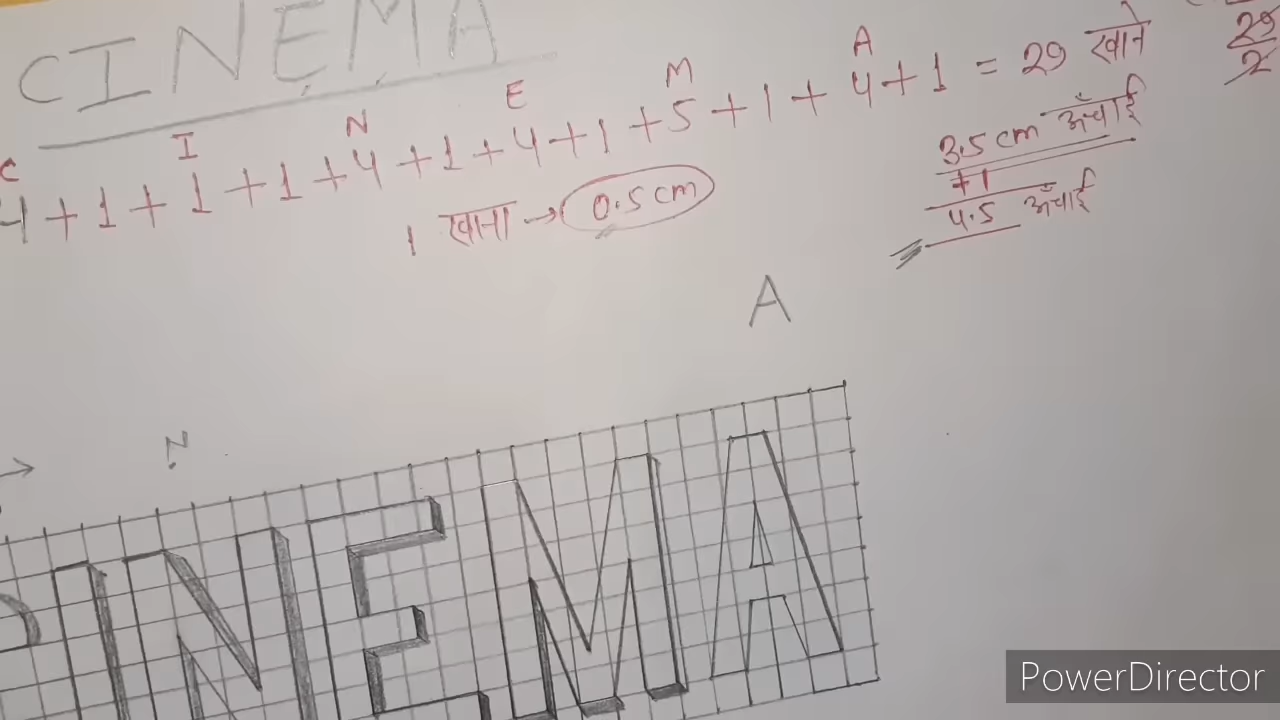 CINEMA
C I N E M A
4+1+1+1+4+1+4+1+5+1+4+1 = 29 खाने
29/2
1 खाना → 0.5 cm
3.5 cm ऊँचाई
+1
4.5 ऊँचाई
A
→ N
INEMA
PowerDirector